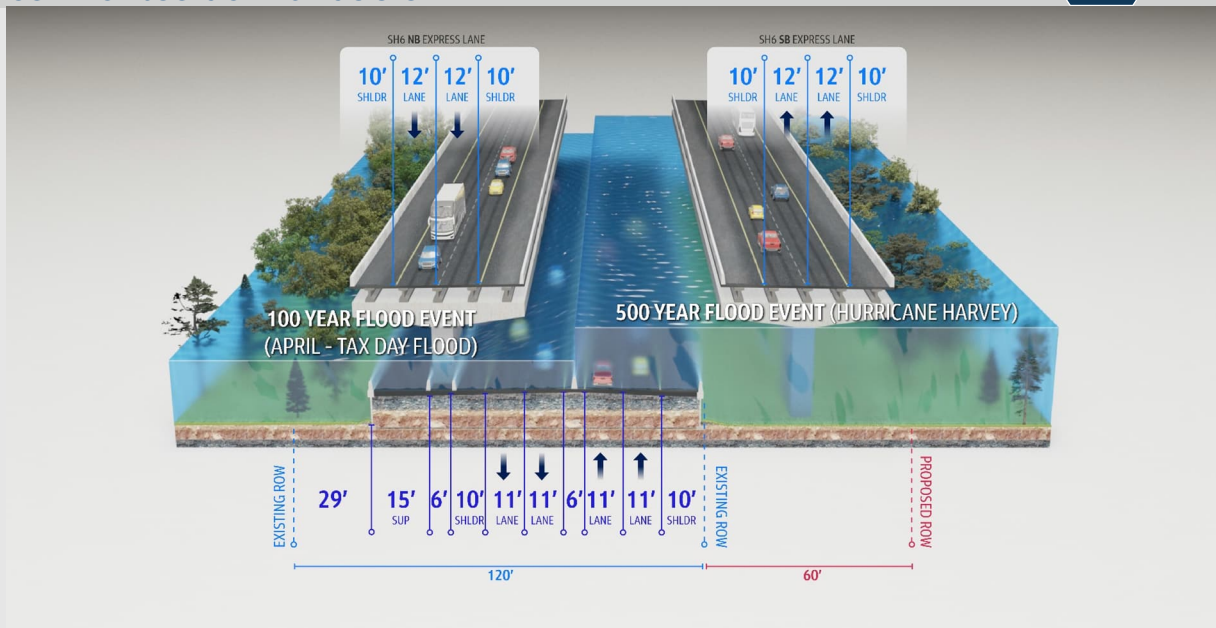 SH6 NB EXPRESS LANE
10' 12' 12' 10'
SHLDR LANE LANE SHLDR
SH6 SB EXPRESS LANE
10' 12' 12' 10'
SHLDR LANE LANE SHLDR
100 YEAR FLOOD EVENT
(APRIL - TAX DAY FLOOD)
500 YEAR FLOOD EVENT (HURRICANE HARVEY)
EXISTING ROW
29' 15' 6' 10' 11' 11' 6' 11' 11' 10'
SUP SHLDR LANE LANE LANE LANE SHLDR
EXISTING ROW
PROPOSED ROW
120'
60'